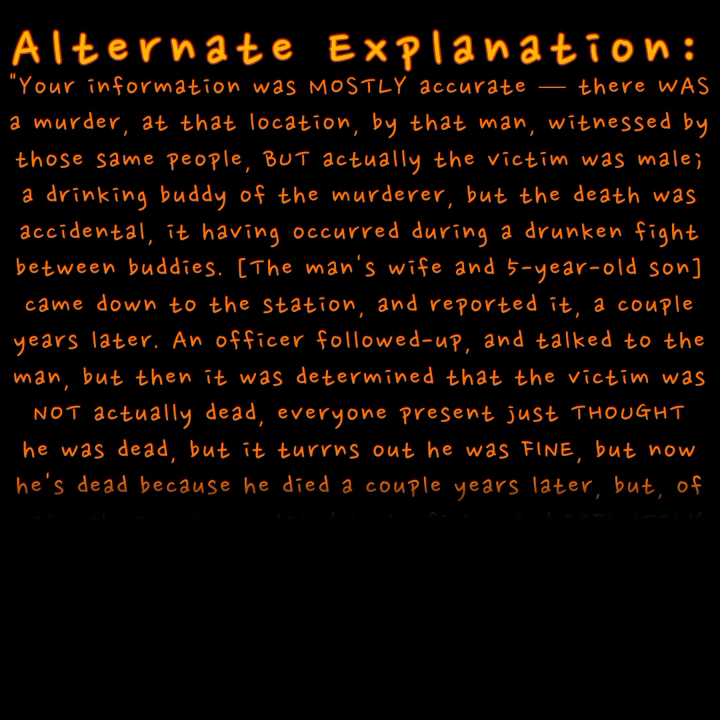 Alternate Explanation:
"Your information was MOSTLY accurate — there WAS
a murder, at that location, by that man, witnessed by
those same people, BUT actually the victim was male;
a drinking buddy of the murderer, but the death was
accidental, it having occurred during a drunken fight
between buddies. [The man's wife and 5-year-old son]
came down to the station, and reported it, a couple
years later. An officer followed-up, and talked to the
man, but then it was determined that the victim was
NOT actually dead, everyone present just THOUGHT
he was dead, but it turrns out he was FINE, but now
he's dead because he died a couple years later, but, of